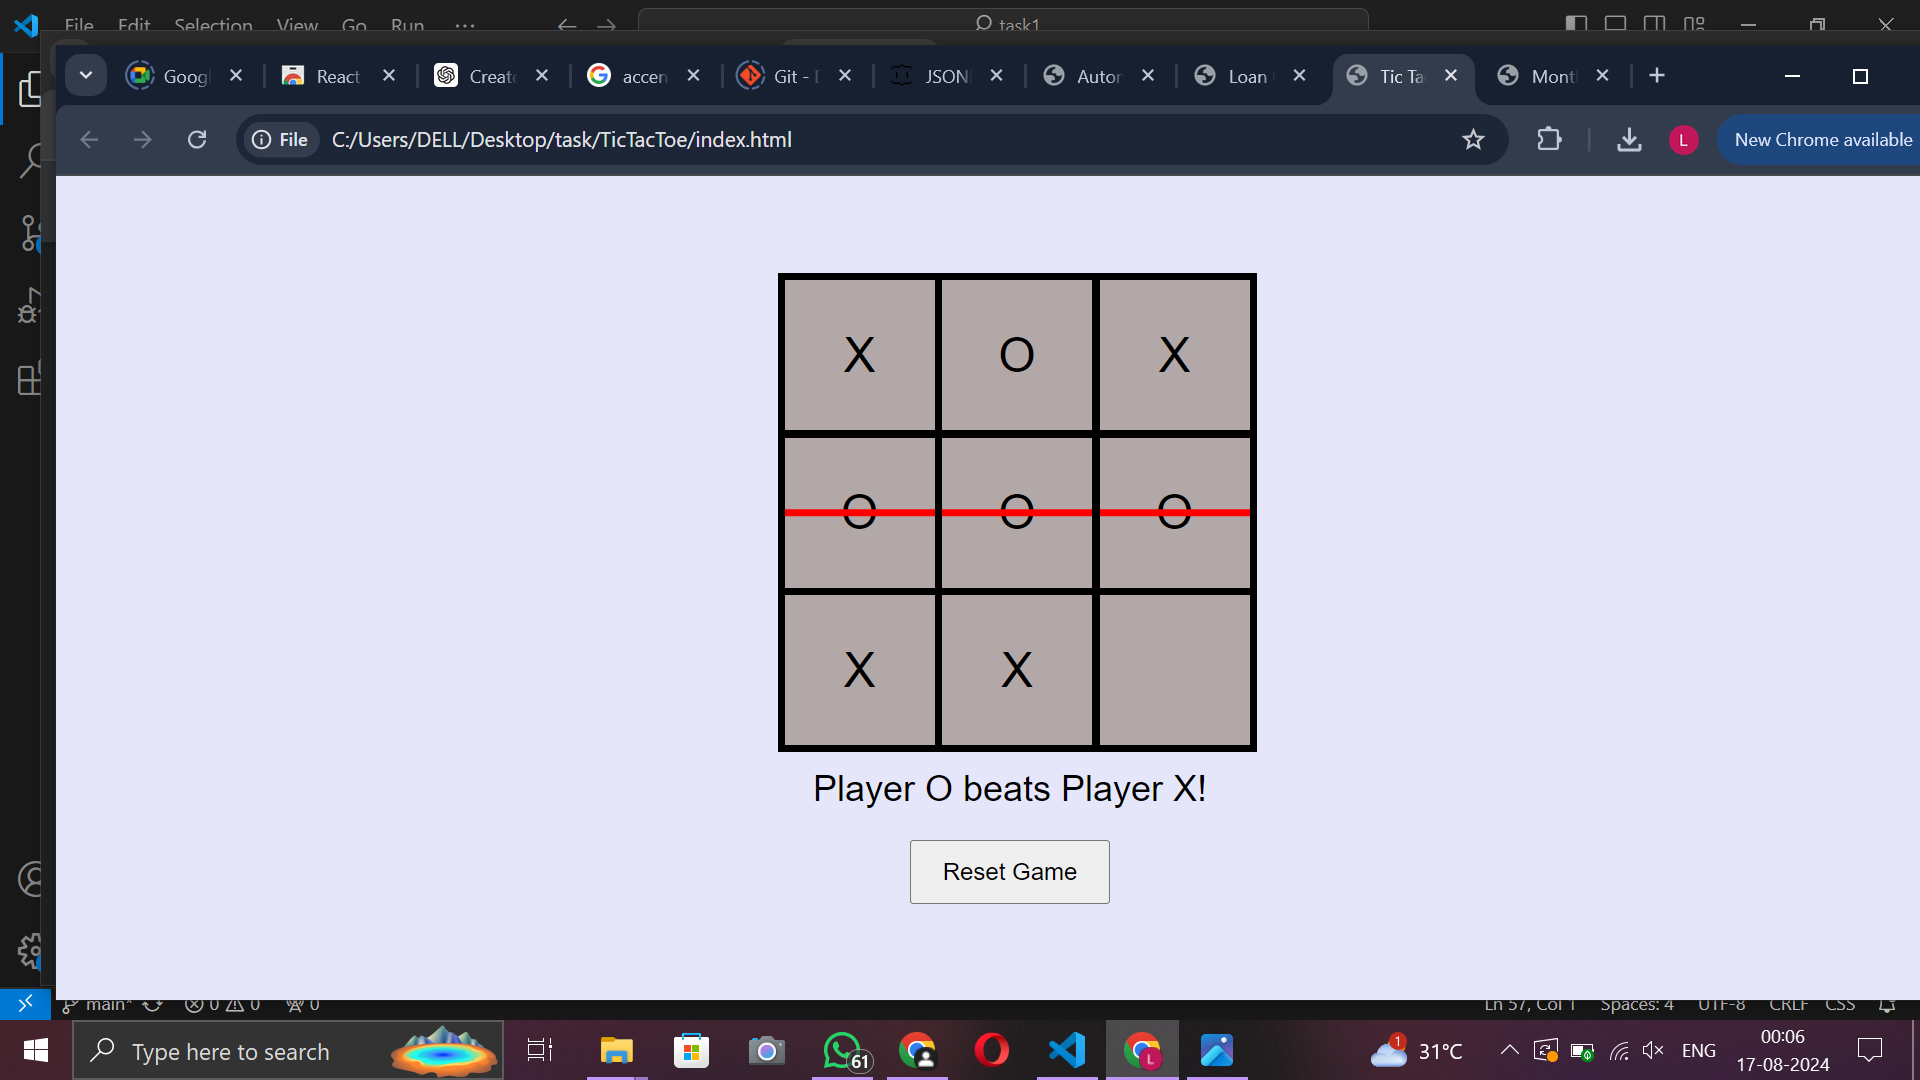 File Edit Selection View Go Run ··· task1
Goog React Create accen Git - JSON Autor Loan Tic Ta Mont
File C:/Users/DELL/Desktop/task/TicTacToe/index.html L New Chrome available
X O X
O O O
X X
Player O beats Player X!
Reset Game
main* 0 0 0 Ln 57, Col 1 Spaces: 4 UTF-8 CRLF CSS
Type here to search 61 L 1 31°C ENG 00:06
17-08-2024